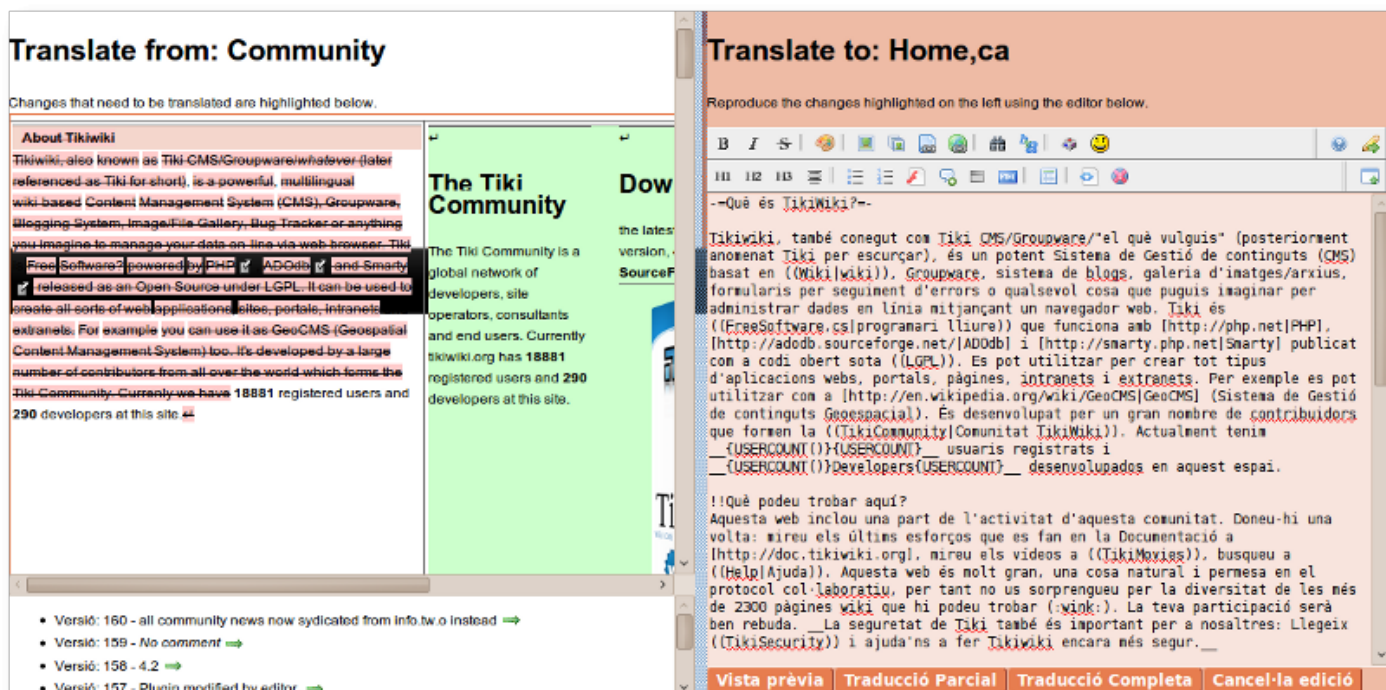 Translate from: Community
Changes that need to be translated are highlighted below.
About Tikiwiki
Tikiwiki, also known as Tiki CMS/Groupware/whatever (later
referenced as Tiki for short), is a powerful, multilingual
wiki-based Content Management System (CMS), Groupware,
Blogging System, Image/File Gallery, Bug Tracker or anything
you imagine to manage your data on-line via web browser. Tiki
Free Software? powered by PHP ADOdb and Smarty
released as an Open Source under LGPL. It can be used to
create all sorts of web applications sites, portals, intranets
extranets. For example you can use it as GeoCMS (Geospatial
Content Management System) too. It's developed by a large
number of contributors from all over the world which forms the
Tiki Community. Currenly we have 18881 registered users and
290 developers at this site.↵
↵
The Tiki
Community
The Tiki Community is a
global network of
developers, site
operators, consultants
and end users. Currently
tikiwiki.org has 18881
registered users and 290
developers at this site.
↵
Dow
the lates
version,
SourceF
Ti
Versió: 160 - all community news now sydicated from info.tw.o instead
Versió: 159 - No comment
Versió: 158 - 4.2
Versió: 157 - Plugin modified by editor.
Translate to: Home,ca
Reproduce the changes highlighted on the left using the editor below.
B I S
H1 H2 H3
-=Què és TikiWiki?=-
Tikiwiki, també conegut com Tiki CMS/Groupware/"el què vulguis" (posteriorment
anomenat Tiki per escurçar), és un potent Sistema de Gestió de continguts (CMS)
basat en ((Wiki|wiki)), Groupware, sistema de blogs, galeria d'imatges/arxius,
formularis per seguiment d'errors o qualsevol cosa que puguis imaginar per
administrar dades en línia mitjançant un navegador web. Tiki és
((FreeSoftware.cs|programari lliure)) que funciona amb [http://php.net|PHP],
[http://adodb.sourceforge.net/|ADOdb] i [http://smarty.php.net|Smarty] publicat
com a codi obert sota ((LGPL)). Es pot utilitzar per crear tot tipus
d'aplicacions webs, portals, pàgines, intranets i extranets. Per exemple es pot
utilitzar com a [http://en.wikipedia.org/wiki/GeoCMS|GeoCMS] (Sistema de Gestió
de continguts Geoespacial). És desenvolupat per un gran nombre de contribuidors
que formen la ((TikiCommunity|Comunitat TikiWiki)). Actualment tenim
__{USERCOUNT()}{USERCOUNT}__ usuaris registrats i
__{USERCOUNT()}Developers{USERCOUNT}__ desenvolupados en aquest espai.
!!Què podeu trobar aquí?
Aquesta web inclou una part de l'activitat d'aquesta comunitat. Doneu-hi una
volta: mireu els últims esforços que es fan en la Documentació a
[http://doc.tikiwiki.org], mireu els vídeos a ((TikiMovies)), busqueu a
((Help|Ajuda)). Aquesta web és molt gran, una cosa natural i permesa en el
protocol col·laboratiu, per tant no us sorprengueu per la diversitat de les més
de 2300 pàgines wiki que hi podeu trobar (:wink:). La teva participació serà
ben rebuda. __La seguretat de Tiki també és important per a nosaltres: Llegeix
((TikiSecurity)) i ajuda'ns a fer Tikiwiki encara més segur.__
Vista prèvia Traducció Parcial Traducció Completa Cancel·la edició